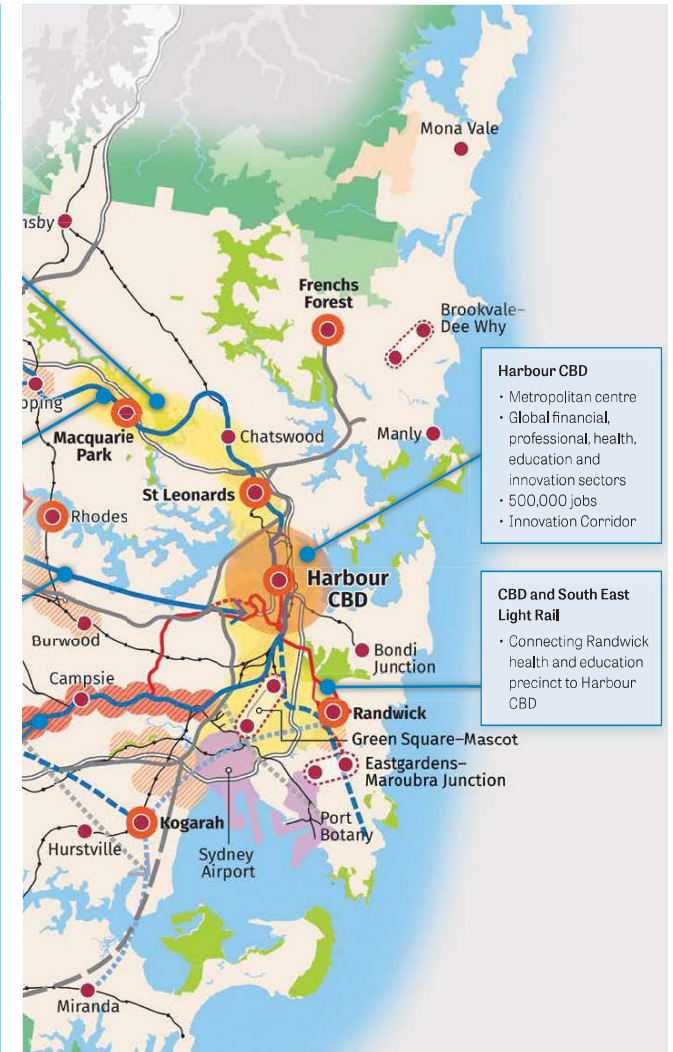 Mona Vale
nsby
Frenchs
Forest
Brookvale–
Dee Why
Harbour CBD
• Metropolitan centre
• Global financial,
professional, health,
education and
innovation sectors
• 500,000 jobs
• Innovation Corridor
pping
Macquarie
Park
Chatswood
Manly
St Leonards
Rhodes
Harbour
CBD
CBD and South East
Light Rail
• Connecting Randwick
health and education
precinct to Harbour
CBD
Burwood
Bondi
Junction
Campsie
Randwick
Green Square–Mascot
Eastgardens–
Maroubra Junction
Kogarah
Port
Botany
Hurstville
Sydney
Airport
Miranda